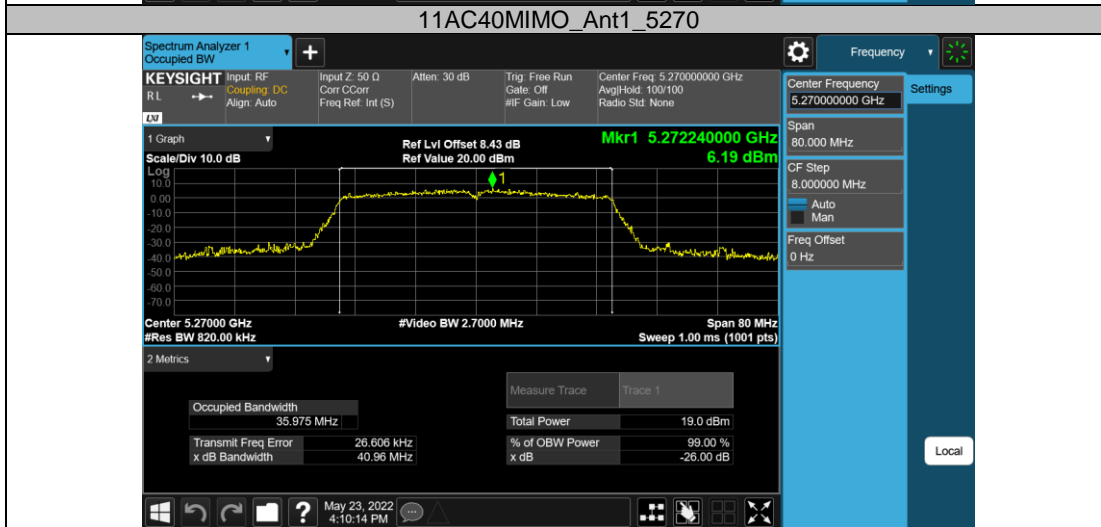 11AC40MIMO_Ant1_5270
Spectrum Analyzer 1
Occupied BW
Frequency
KEYSIGHT
RL
LXI
Input: RF
Coupling: DC
Align: Auto
Input Z: 50 Ω
Corr CCorr
Freq Ref: Int (S)
Atten: 30 dB
Trig: Free Run
Gate: Off
#IF Gain: Low
Center Freq: 5.270000000 GHz
Avg|Hold: 100/100
Radio Std: None
Center Frequency
5.270000000 GHz
Settings
Span
80.000 MHz
CF Step
8.000000 MHz
Auto
Man
Freq Offset
0 Hz
1 Graph
Scale/Div 10.0 dB
Ref Lvl Offset 8.43 dB
Ref Value 20.00 dBm
Mkr1 5.272240000 GHz
6.19 dBm
Log
10.0
0.00
-10.0
-20.0
-30.0
-40.0
-50.0
-60.0
-70.0
1
Center 5.27000 GHz
#Res BW 820.00 kHz
#Video BW 2.7000 MHz
Span 80 MHz
Sweep 1.00 ms (1001 pts)
2 Metrics
Measure Trace Trace 1
Occupied Bandwidth
35.975 MHz
Total Power 19.0 dBm
Transmit Freq Error 26.606 kHz
% of OBW Power 99.00 %
x dB Bandwidth 40.96 MHz
x dB -26.00 dB
Local
?
May 23, 2022
4:10:14 PM